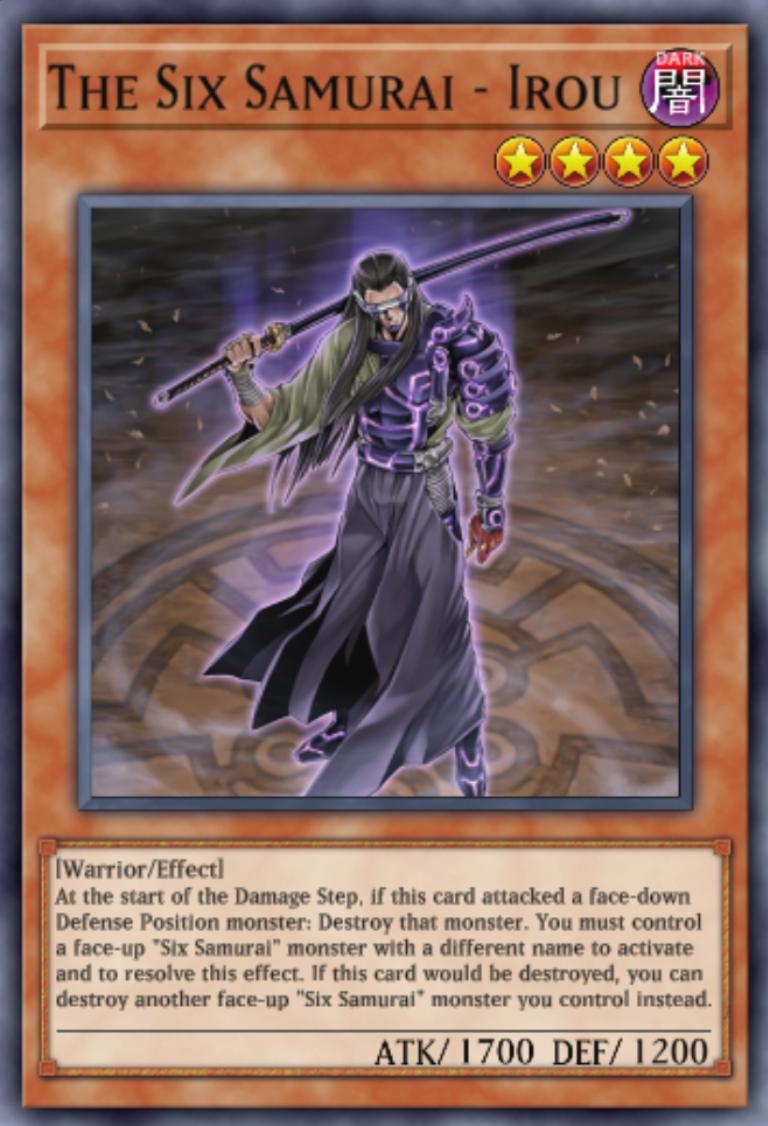 The Six Samurai - Irou
DARK
闇
[Warrior/Effect]
At the start of the Damage Step, if this card attacked a face-down
Defense Position monster: Destroy that monster. You must control
a face-up "Six Samurai" monster with a different name to activate
and to resolve this effect. If this card would be destroyed, you can
destroy another face-up "Six Samurai" monster you control instead.
ATK/ 1700 DEF/ 1200